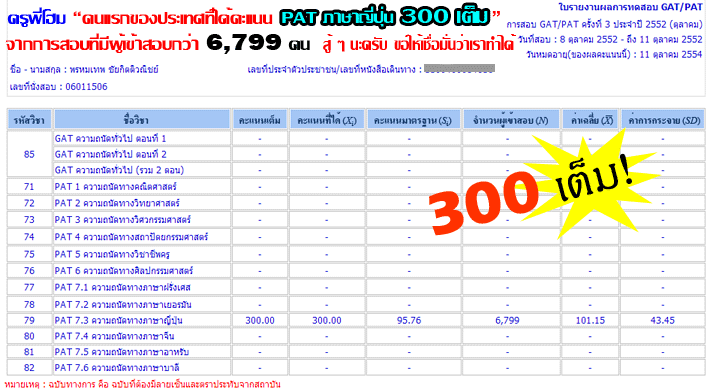 ครูพี่โฮม “คนแรกของประเทศที่ได้คะแนน PAT ภาษาญี่ปุ่น 300 เต็ม”
จากการสอบที่มีผู้เข้าสอบกว่า 6,799 คน สู้ ๆ นะครับ ขอให้เชื่อมั่นว่าเราทำได้
ใบรายงานผลการทดสอบ GAT/PAT
การสอบ GAT/PAT ครั้งที่ 3 ประจำปี 2552 (ตุลาคม)
วันที่สอบ : 8 ตุลาคม 2552 - ถึง 11 ตุลาคม 2552
วันหมดอายุ(ของผลคะแนนนี้) : 11 ตุลาคม 2554
ชื่อ - นามสกุล : พรหมเทพ ชัยกิตติวณิชย์ เลขที่ประจำตัวประชาชน/เลขที่หนังสือเดินทาง :
เลขที่นั่งสอบ : 06011506
รหัสวิชา ชื่อวิชา คะแนนเต็ม คะแนนที่ได้ (Xi) คะแนนมาตรฐาน (Si) จำนวนผู้เข้าสอบ (N) ค่าเฉลี่ย (X̄) ค่าการกระจาย (SD)
85 GAT ความถนัดทั่วไป ตอนที่ 1 - - - - - -
GAT ความถนัดทั่วไป ตอนที่ 2 - - - - - -
GAT ความถนัดทั่วไป (รวม 2 ตอน) - - - - - -
71 PAT 1 ความถนัดทางคณิตศาสตร์ - - - - - -
72 PAT 2 ความถนัดทางวิทยาศาสตร์ - - - - - -
73 PAT 3 ความถนัดทางวิศวกรรมศาสตร์ - - - - - -
74 PAT 4 ความถนัดทางสถาปัตยกรรมศาสตร์ - - - - - -
75 PAT 5 ความถนัดทางวิชาชีพครู - - - - - -
76 PAT 6 ความถนัดทางศิลปกรรมศาสตร์ - - - - - -
77 PAT 7.1 ความถนัดทางภาษาฝรั่งเศส - - - - - -
78 PAT 7.2 ความถนัดทางภาษาเยอรมัน - - - - - -
79 PAT 7.3 ความถนัดทางภาษาญี่ปุ่น 300.00 300.00 95.76 6,799 101.15 43.45
80 PAT 7.4 ความถนัดทางภาษาจีน - - - - - -
81 PAT 7.5 ความถนัดทางภาษาอาหรับ - - - - - -
82 PAT 7.6 ความถนัดทางภาษาบาลี - - - - - -
300 เต็ม!
หมายเหตุ : ฉบับทางการ คือ ฉบับที่ต้องมีลายเซ็นและตราประทับจากสถาบัน